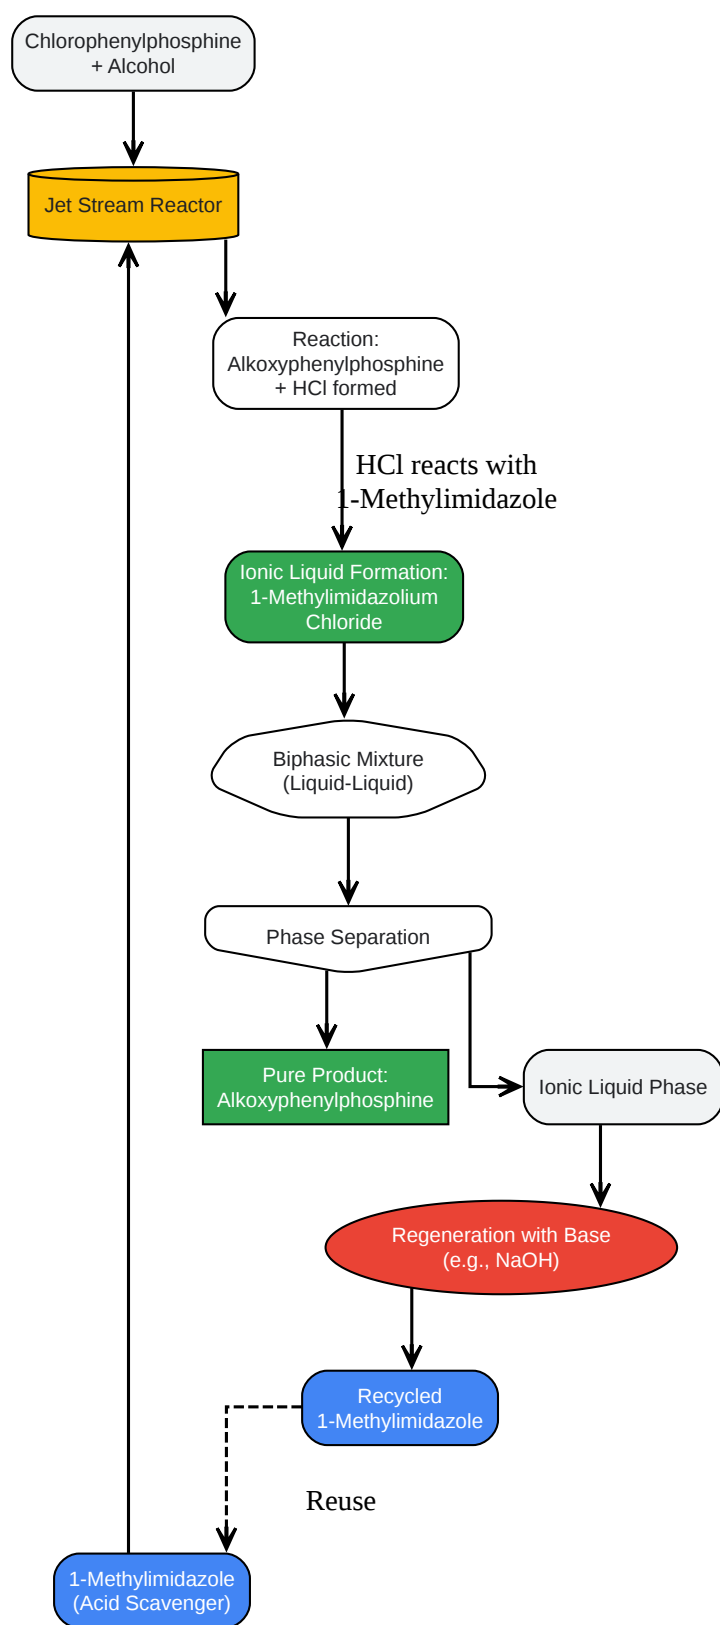 Chlorophenylphosphine
+ Alcohol
Jet Stream Reactor
Reaction:
Alkoxyphenylphosphine
+ HCl formed
HCl reacts with
1-Methylimidazole
Ionic Liquid Formation:
1-Methylimidazolium
Chloride
Biphasic Mixture
(Liquid-Liquid)
Phase Separation
Pure Product:
Alkoxyphenylphosphine
Ionic Liquid Phase
Regeneration with Base
(e.g., NaOH)
Recycled
1-Methylimidazole
Reuse
1-Methylimidazole
(Acid Scavenger)